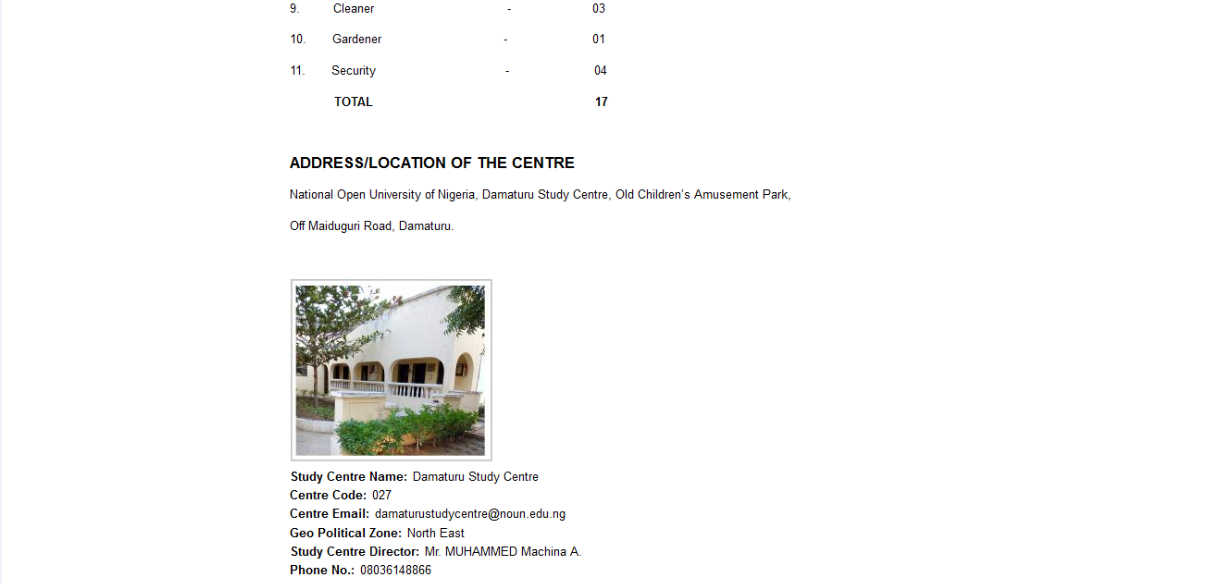 9. Cleaner - 03
10. Gardener - 01
11. Security - 04
TOTAL 17
ADDRESS/LOCATION OF THE CENTRE
National Open University of Nigeria, Damaturu Study Centre, Old Children's Amusement Park,
Off Maiduguri Road, Damaturu.
Study Centre Name: Damaturu Study Centre
Centre Code: 027
Centre Email: damaturustudycentre@noun.edu.ng
Geo Political Zone: North East
Study Centre Director: Mr. MUHAMMED Machina A.
Phone No.: 08036148866